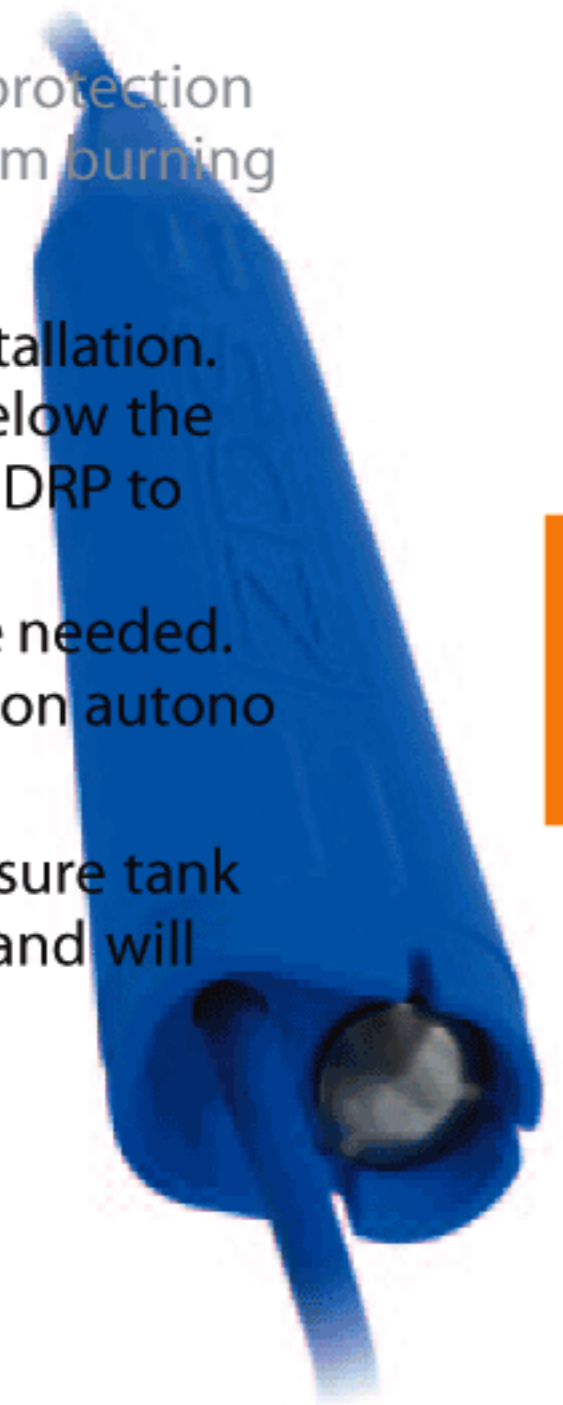 protection
m burning
tallation.
elow the
DRP to
e needed.
on autono
sure tank
and will